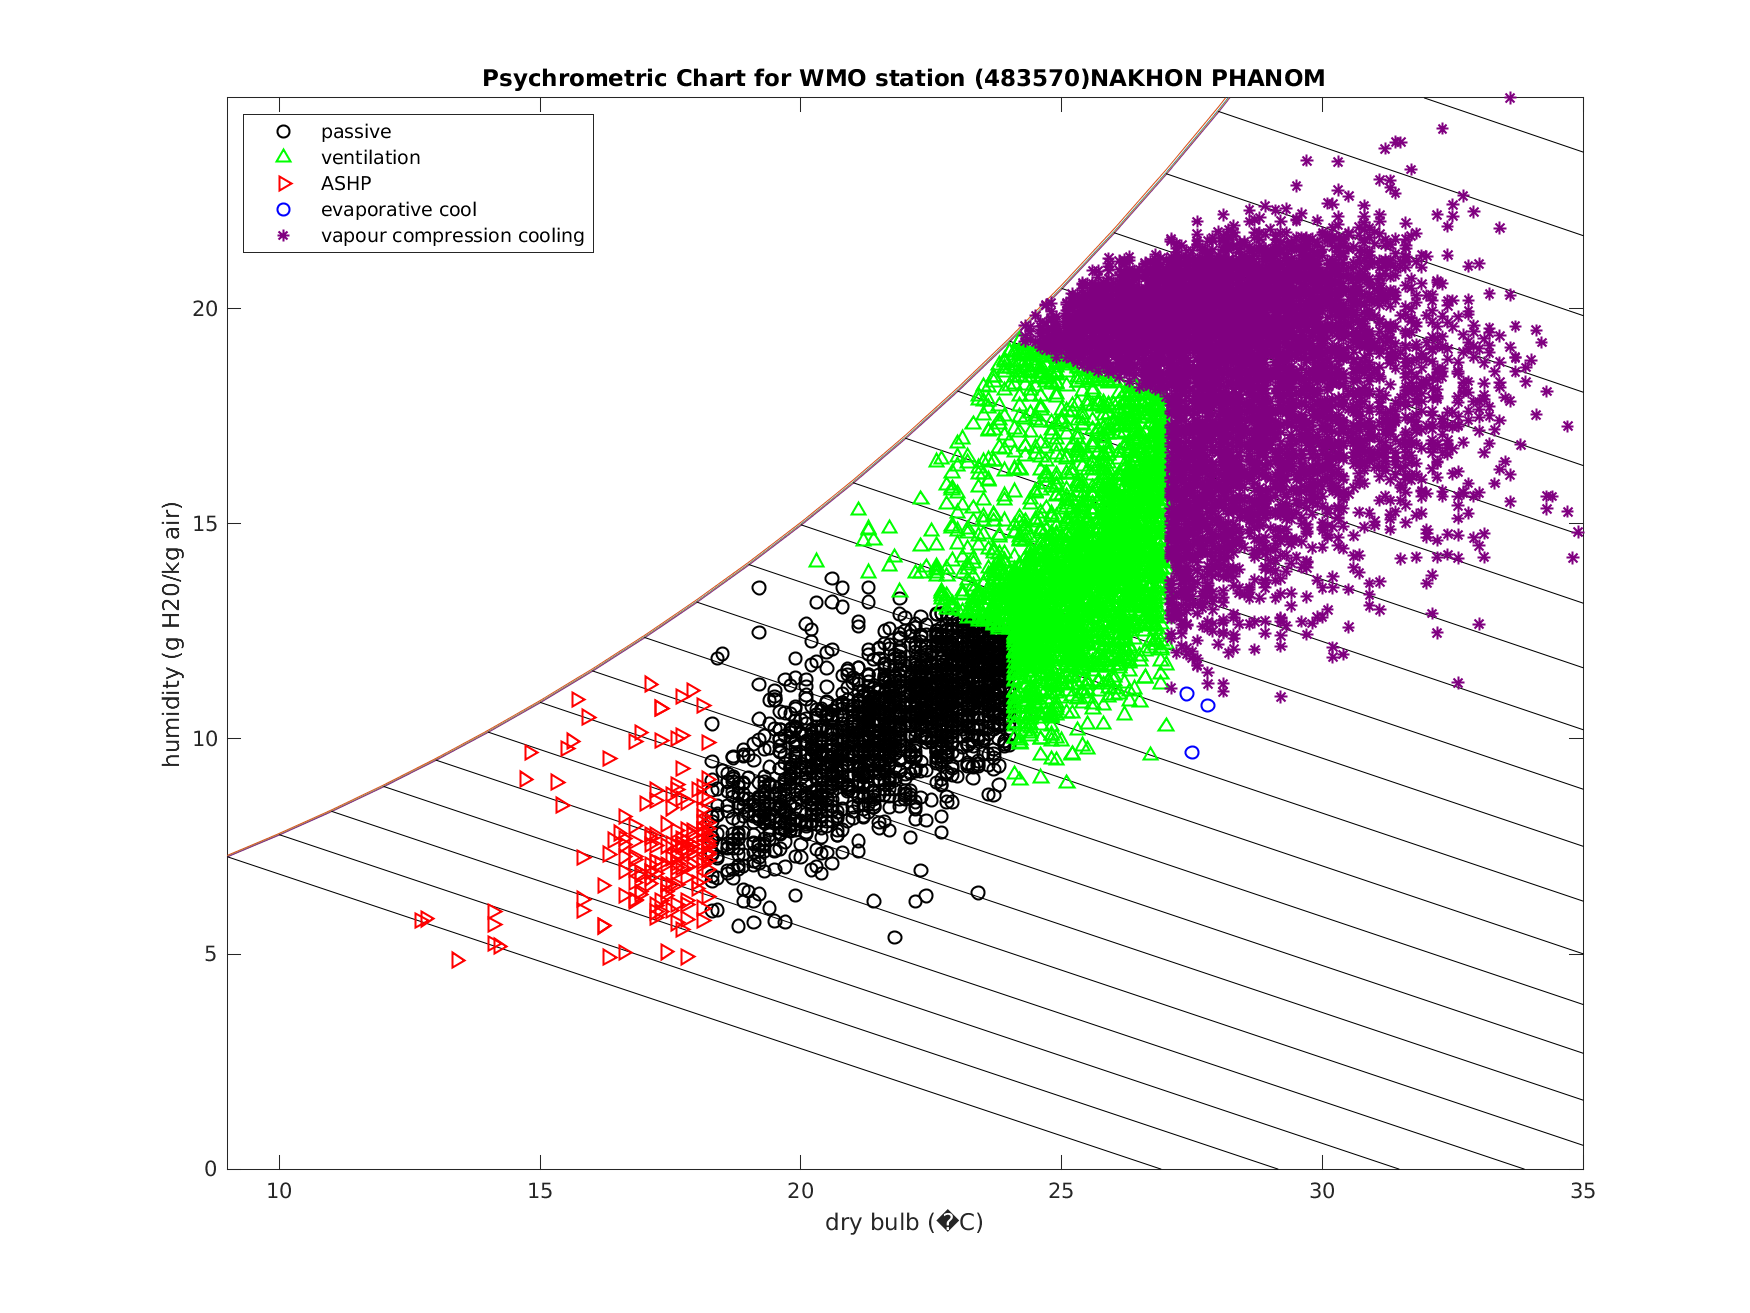 Psychrometric Chart for WMO station (483570)NAKHON PHANOM
passive
ventilation
ASHP
evaporative cool
vapour compression cooling
humidity (g H20/kg air)
20
15
10
5
0
10 15 20 25 30 35
dry bulb (�C)